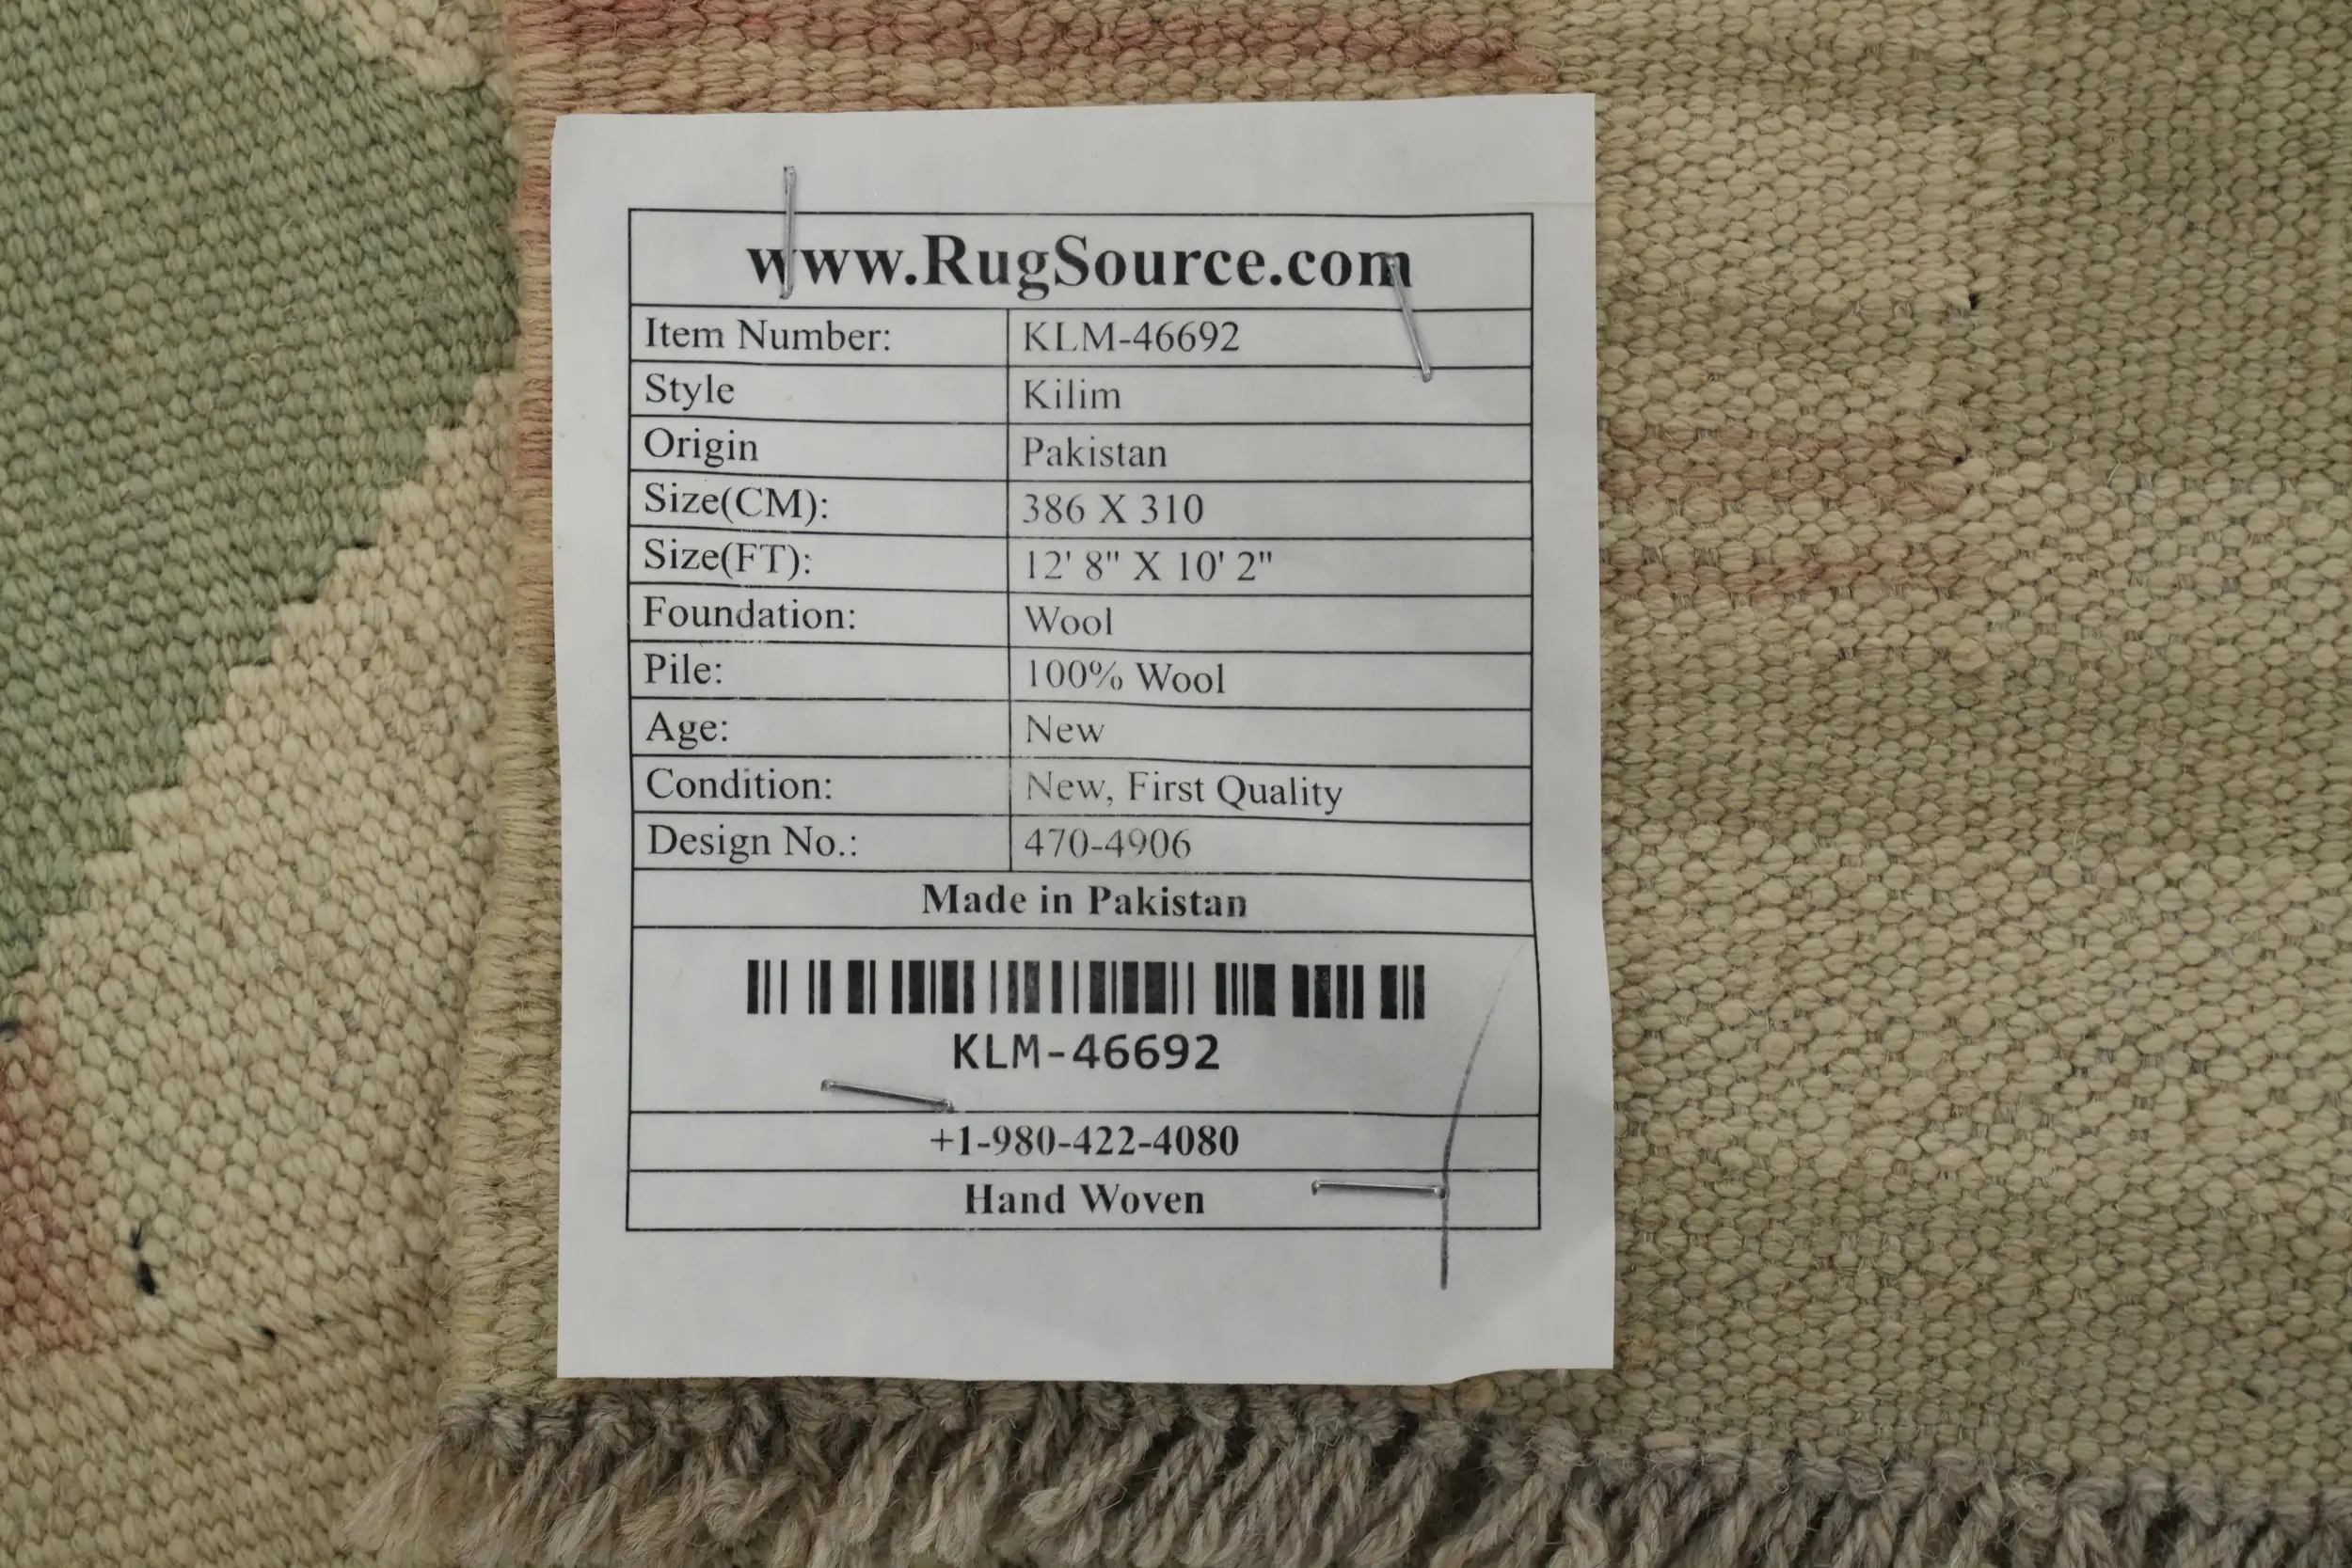 www.RugSource.com
Item Number: KLM-46692
Style Kilim
Origin Pakistan
Size(CM): 386 X 310
Size(FT): 12' 8" X 10' 2"
Foundation: Wool
Pile: 100% Wool
Age: New
Condition: New, First Quality
Design No.: 470-4906
Made in Pakistan
KLM-46692
+1-980-422-4080
Hand Woven